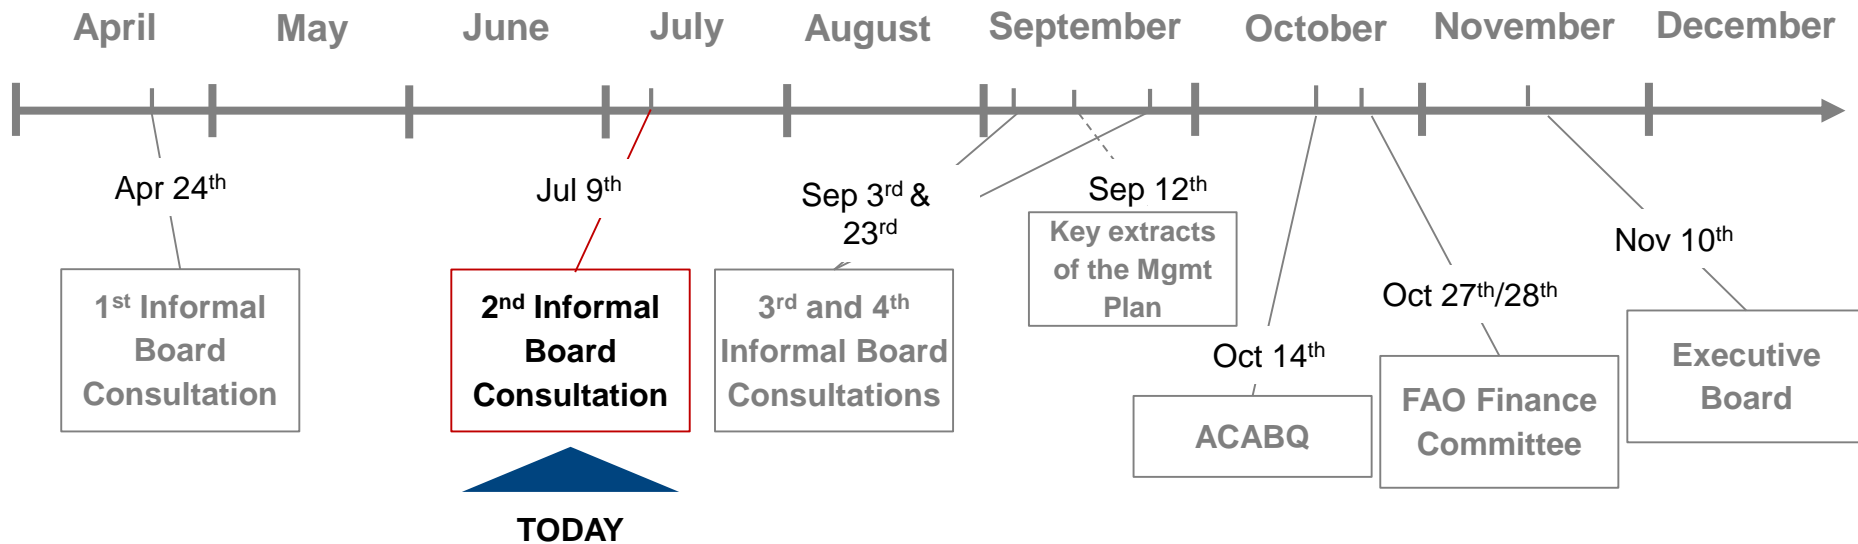 April May June July August September October November December
Apr 24th
1st Informal
Board
Consultation
Jul 9th
2nd Informal
Board
Consultation
TODAY
Sep 3rd &
23rd
3rd and 4th
Informal Board
Consultations
Sep 12th
Key extracts
of the Mgmt
Plan
Oct 14th
ACABQ
Oct 27th/28th
FAO Finance
Committee
Nov 10th
Executive
Board